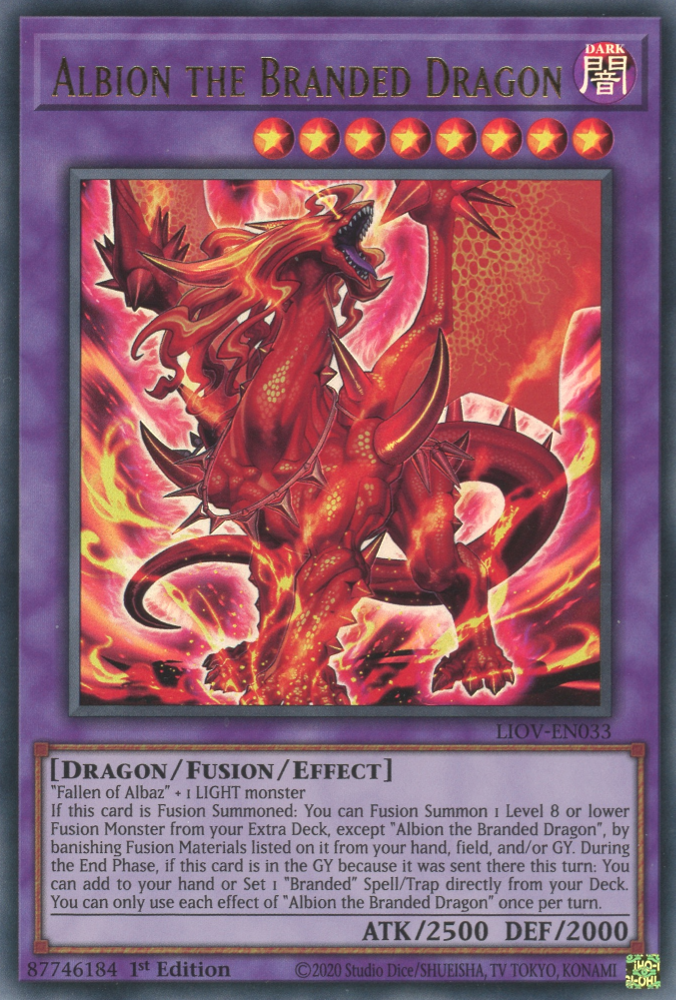 ALBION THE BRANDED DRAGON
DARK
闇
LIOV-EN033
[DRAGON/FUSION/EFFECT]
"Fallen of Albaz" + 1 LIGHT monster
If this card is Fusion Summoned: You can Fusion Summon 1 Level 8 or lower
Fusion Monster from your Extra Deck, except "Albion the Branded Dragon", by
banishing Fusion Materials listed on it from your hand, field, and/or GY. During
the End Phase, if this card is in the GY because it was sent there this turn: You
can add to your hand or Set 1 "Branded" Spell/Trap directly from your Deck.
You can only use each effect of "Albion the Branded Dragon" once per turn.
ATK/2500 DEF/2000
87746184 1st Edition
©2020 Studio Dice/SHUEISHA, TV TOKYO, KONAMI